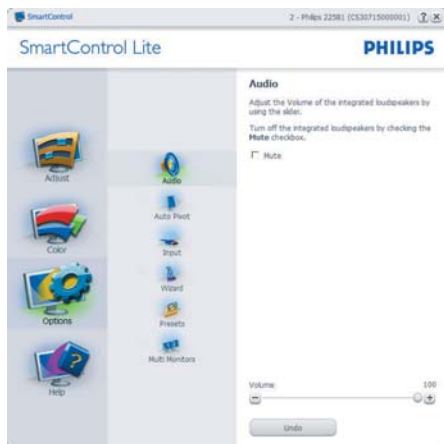 SmartControl
2 - Philips 225B1 (CS30715000001)
SmartControl Lite
PHILIPS
Adjust
Color
Options
Help
Audio
Auto Pivot
Input
Wizard
Presets
Multi Monitors
Audio
Adjust the Volume of the integrated loudspeakers by
using the slider.
Turn off the integrated loudspeakers by checking the
Mute checkbox.
Mute
Volume
100
Undo